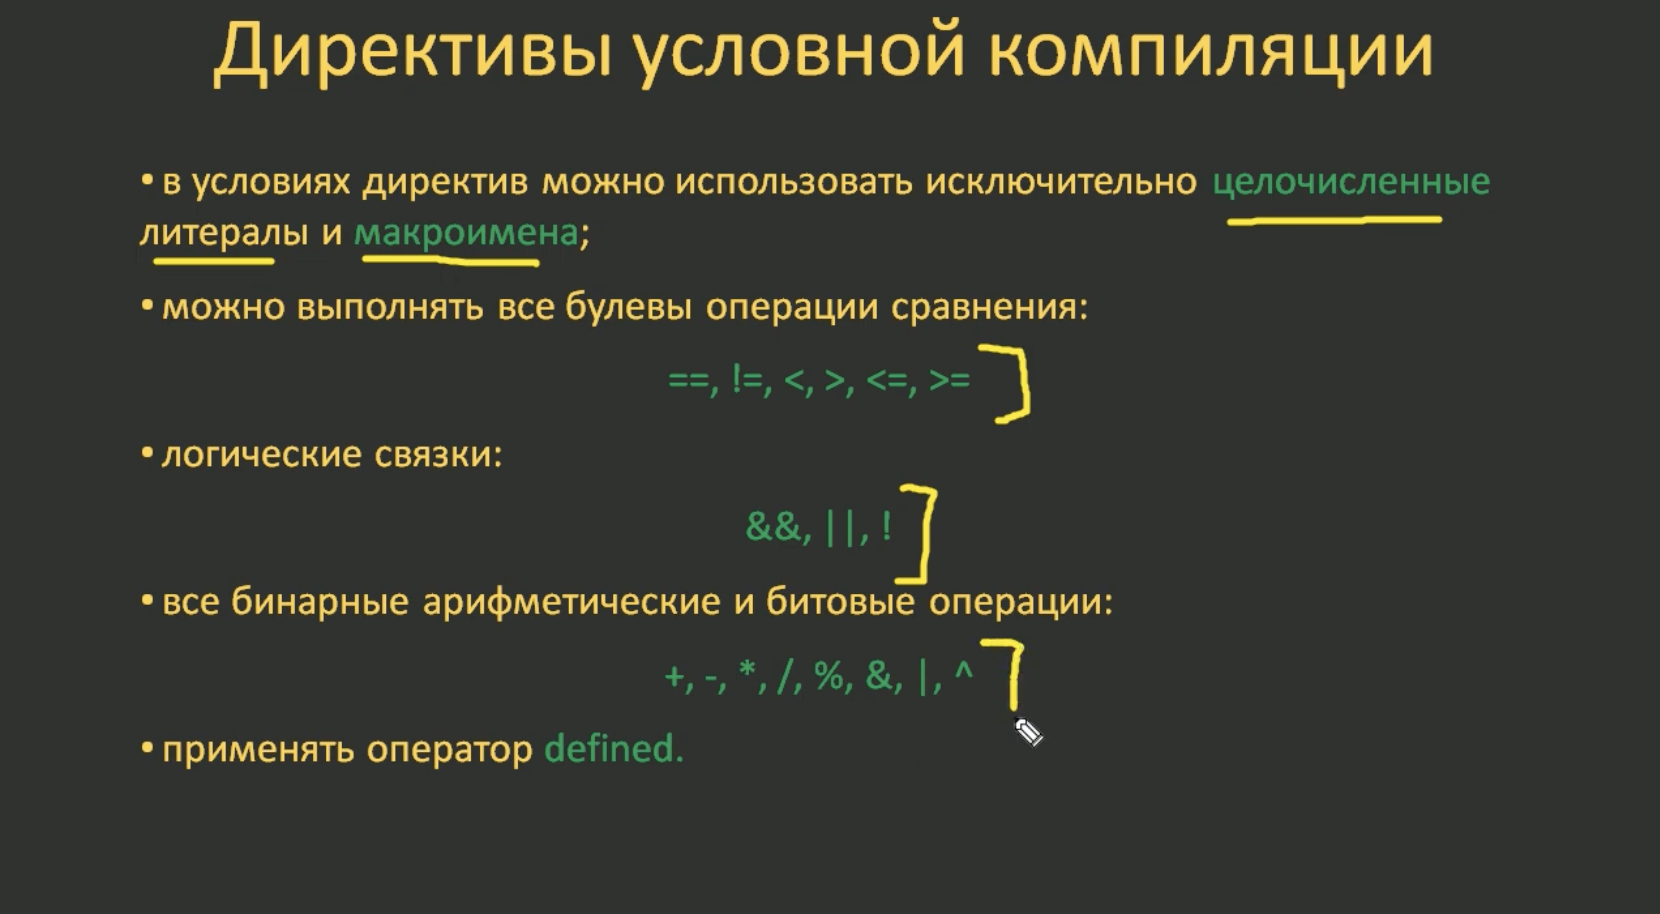 Директивы условной компиляции
• в условиях директив можно использовать исключительно целочисленные
литералы и макроимена;
• можно выполнять все булевы операции сравнения:
==, !=, <, >, <=, >=
• логические связки:
&&, ||, !
• все бинарные арифметические и битовые операции:
+, -, *, /, %, &, |, ^
• применять оператор defined.